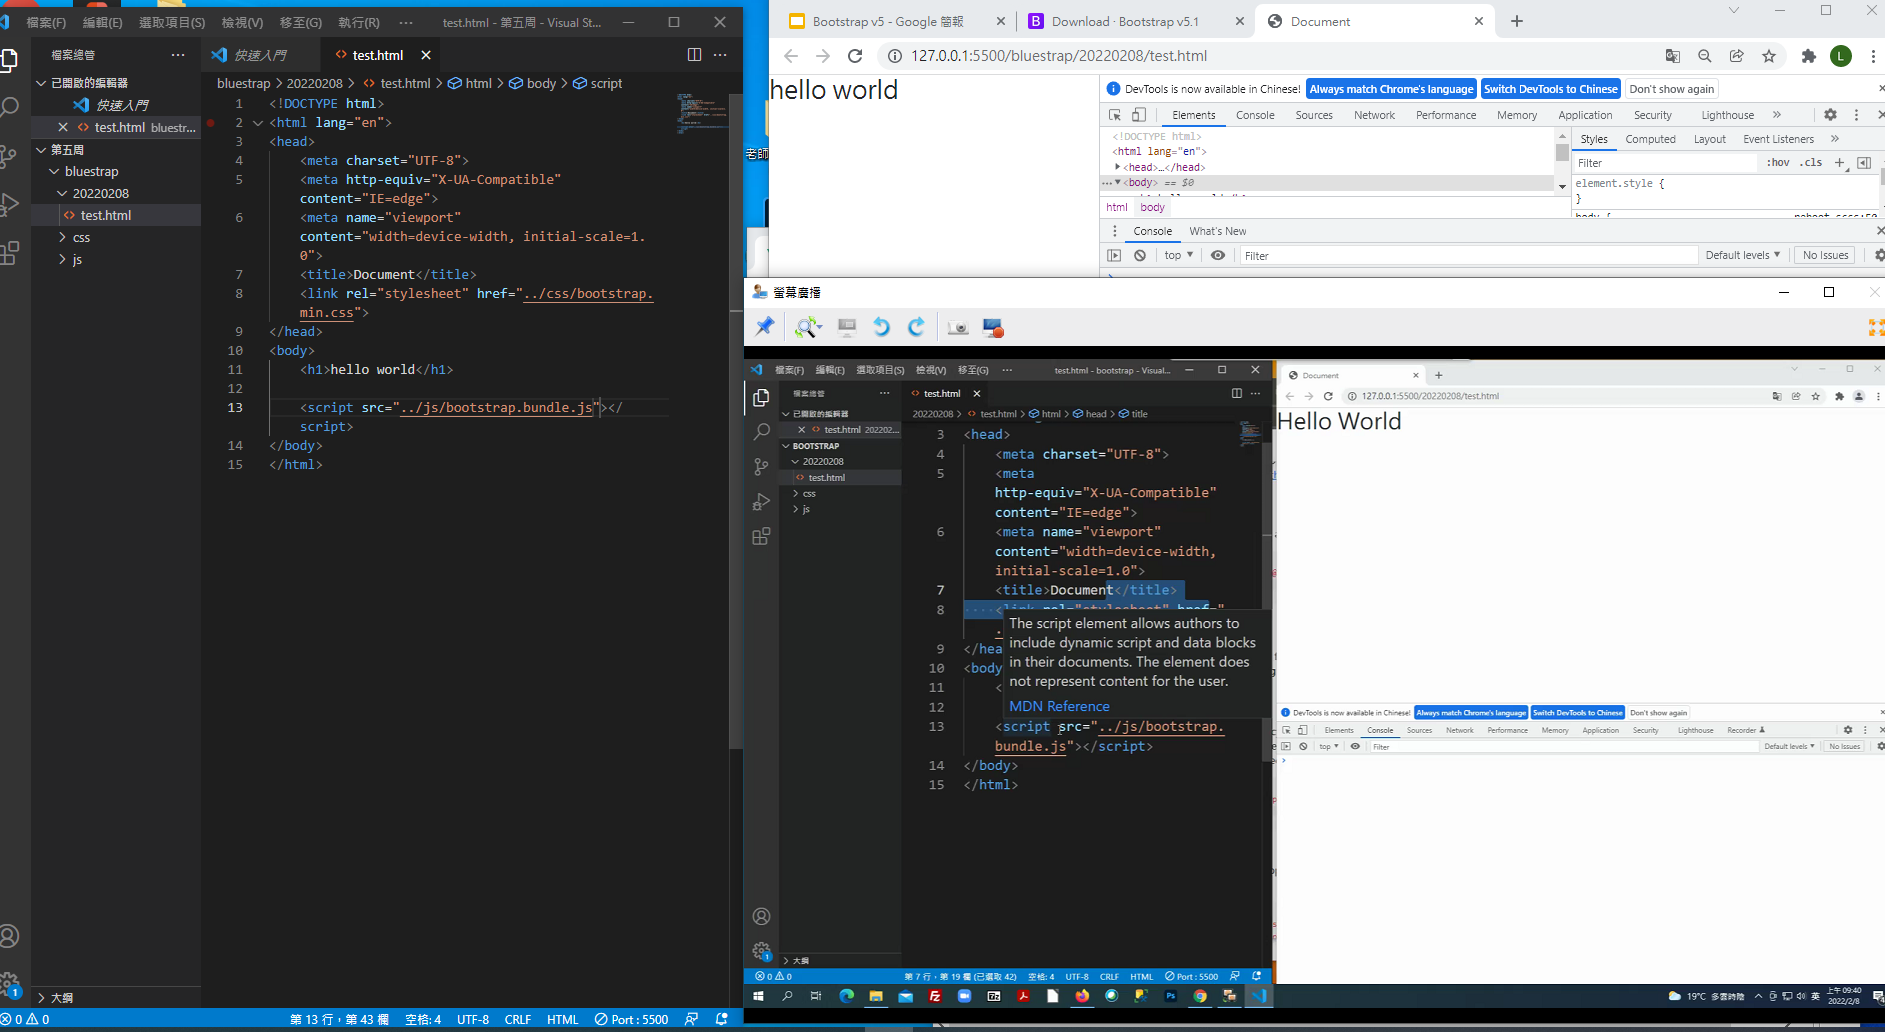 檔案(F) 編輯(E) 選取項目(S) 檢視(V) 移至(G) 執行(R) ··· test.html - 第五周 - Visual St...
檔案總管 ···
已開啟的編輯器
快速入門
test.html bluestr...
第五周
bluestrap
20220208
test.html
css
js
大綱
快速入門 test.html
bluestrap > 20220208 > test.html > html > body > script
1 <!DOCTYPE html>
2 <html lang="en">
3 <head>
4 <meta charset="UTF-8">
5 <meta http-equiv="X-UA-Compatible"
content="IE=edge">
6 <meta name="viewport"
content="width=device-width, initial-scale=1.
0">
7 <title>Document</title>
8 <link rel="stylesheet" href="../css/bootstrap.
min.css">
9 </head>
10 <body>
11 <h1>hello world</h1>
12
13 <script src="../js/bootstrap.bundle.js"></
script>
14 </body>
15 </html>
1
0 0 第 13 行，第 43 欄 空格: 4 UTF-8 CRLF HTML Port : 5500
老師
Bootstrap v5 - Google 簡報 Download · Bootstrap v5.1 Document
127.0.0.1:5500/bluestrap/20220208/test.html L
hello world
DevTools is now available in Chinese! Always match Chrome's language Switch DevTools to Chinese Don't show again
Elements Console Sources Network Performance Memory Application Security Lighthouse »
<!DOCTYPE html>
<html lang="en">
<head>…</head>
<body> == $0
html body
Styles Computed Layout Event Listeners »
Filter :hov .cls +
element.style {
}
body {
Console What's New
top Filter Default levels No Issues
螢幕廣播
檔案(F) 編輯(E) 選取項目(S) 檢視(V) 移至(G) ··· test.html - bootstrap - Visual...
檔案總管 ···
已開啟的編輯器
test.html 202202...
BOOTSTRAP
20220208
test.html
css
js
大綱
test.html
20220208 > test.html > html > head > title
3 <head>
4 <meta charset="UTF-8">
5 <meta
http-equiv="X-UA-Compatible"
content="IE=edge">
6 <meta name="viewport"
content="width=device-width,
initial-scale=1.0">
7 <title>Document</title>
8 <link rel="stylesheet" href="
The script element allows authors to
include dynamic script and data blocks
in their documents. The element does
not represent content for the user.
MDN Reference
9 </hea
10 <body
11 <
12
13 <script src="../js/bootstrap.
bundle.js"></script>
14 </body>
15 </html>
1
0 0 第 7 行，第 19 欄 (已選取 42) 空格: 4 UTF-8 CRLF HTML Port : 5500
Document
127.0.0.1:5500/20220208/test.html
Hello World
DevTools is now available in Chinese! Always match Chrome's language Switch DevTools to Chinese Don't show again
Elements Console Sources Network Performance Memory Application Security Lighthouse Recorder
top Filter Default levels No Issues
19°C 多雲時陰 英 上午 09:40
2022/2/8